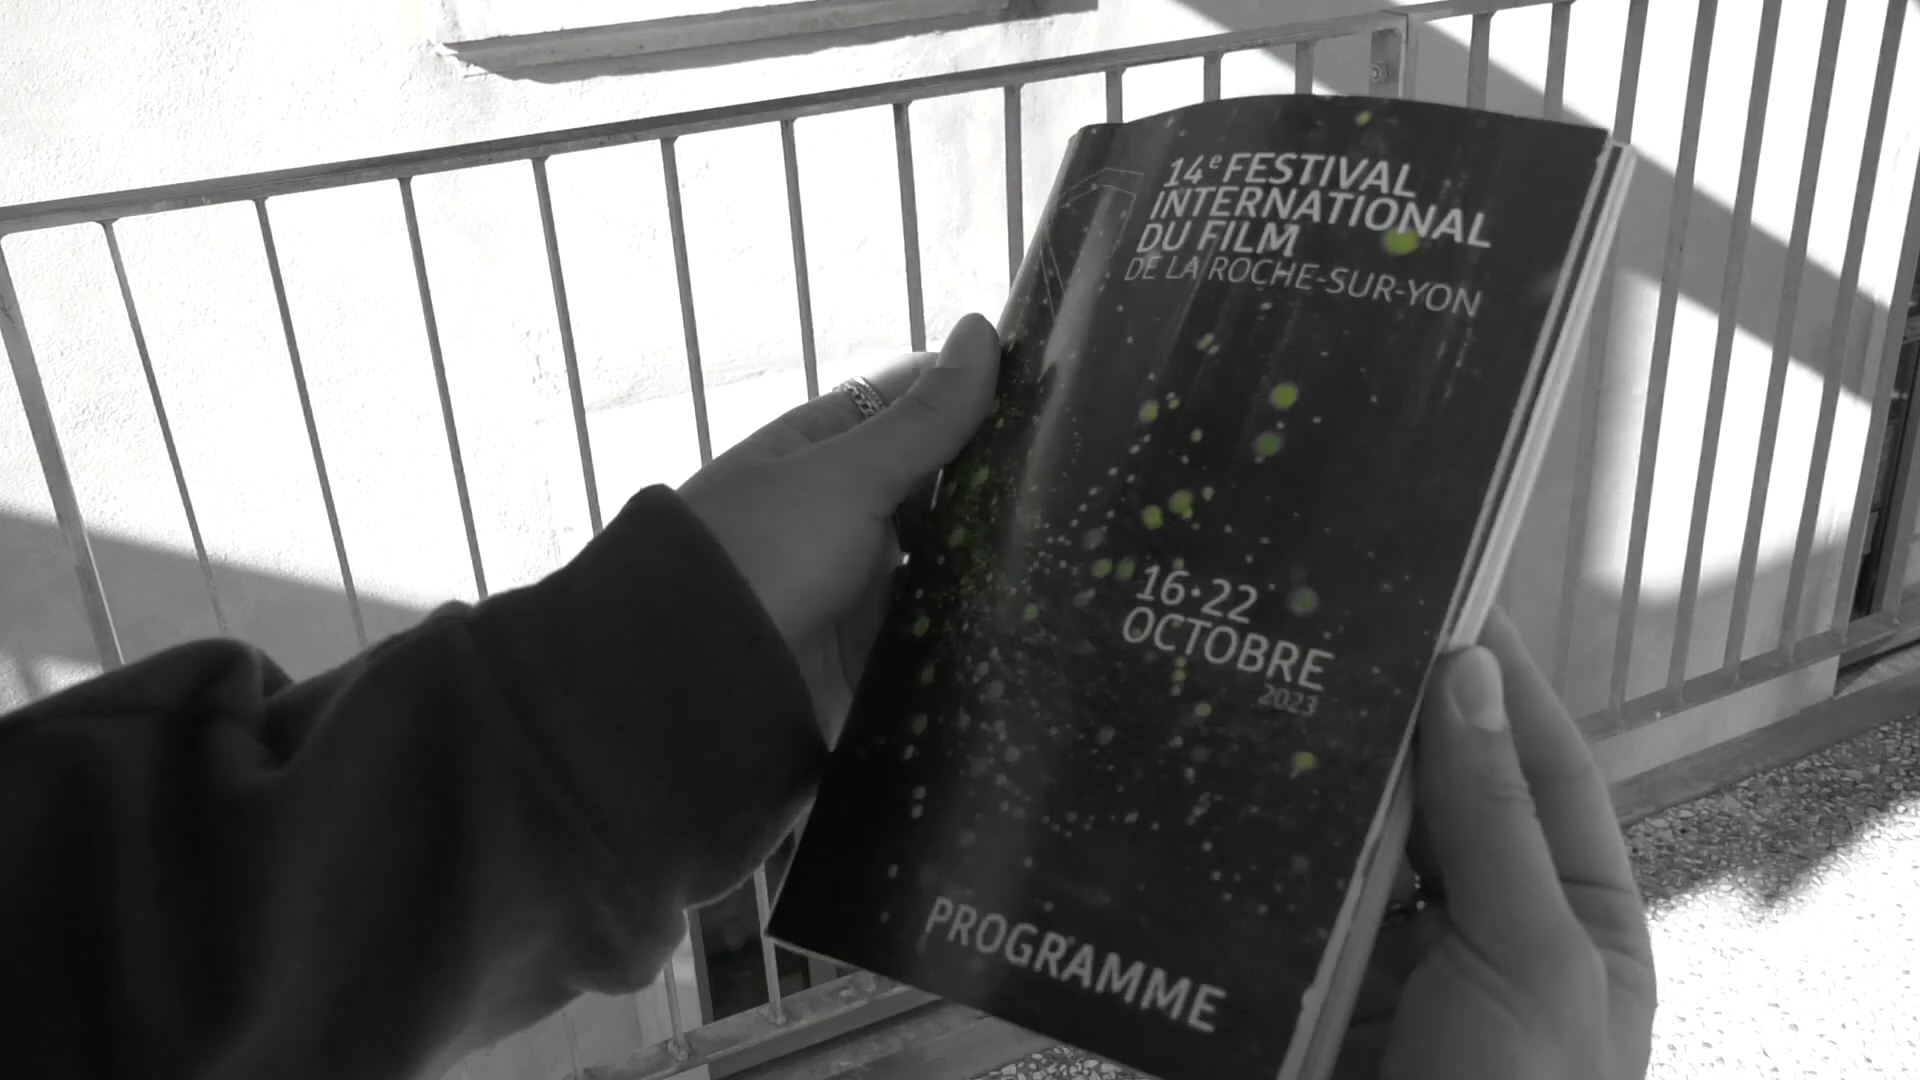 14e FESTIVAL
INTERNATIONAL
DU FILM
DE LA ROCHE-SUR-YON
16·22
OCTOBRE
2023
PROGRAMME